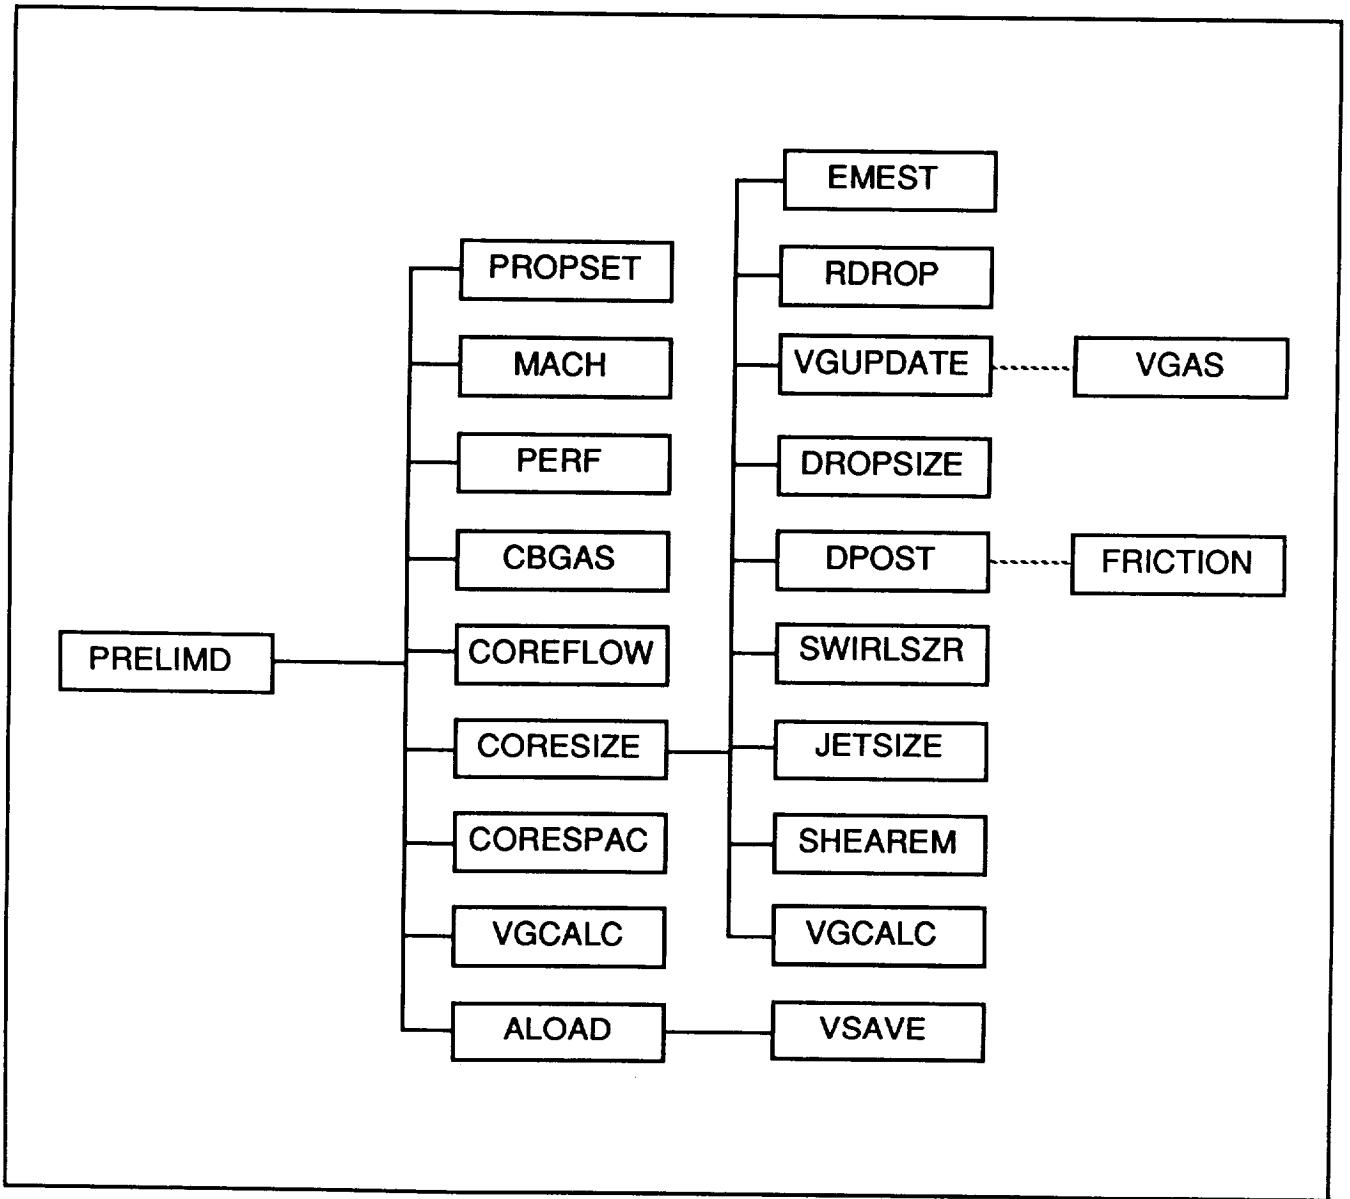 EMEST
PROPSET
RDROP
MACH
VGUPDATE
VGAS
PERF
DROPSIZE
CBGAS
DPOST
FRICTION
PRELIMD
COREFLOW
SWIRLSZR
CORESIZE
JETSIZE
CORESPAC
SHEAREM
VGCALC
VGCALC
ALOAD
VSAVE